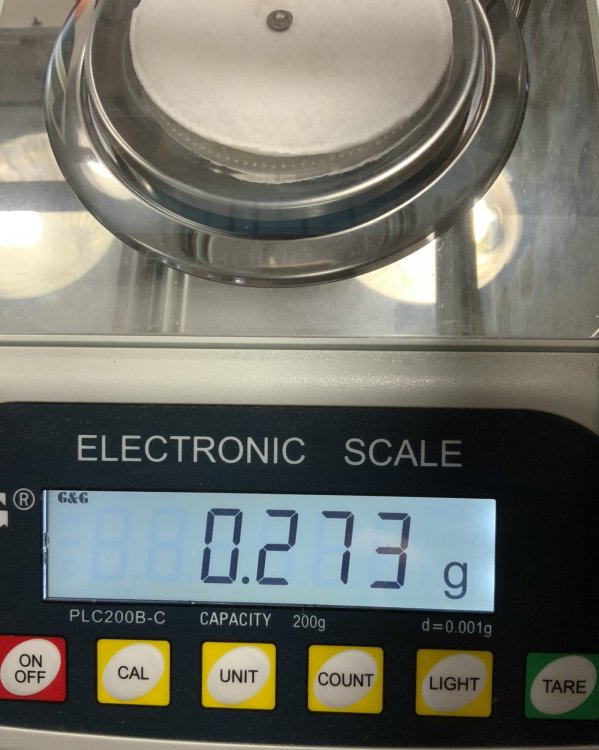 ELECTRONIC SCALE
G ®
G&G
0.273 g
PLC200B-C CAPACITY 200g d=0.001g
ON
OFF
CAL
UNIT
COUNT
LIGHT
TARE